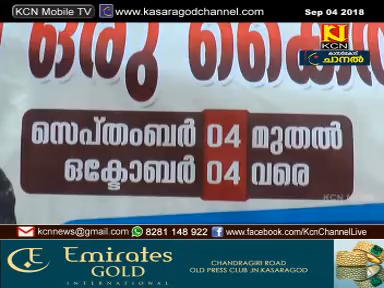 KCN Mobile TV www.kasaragodchannel.com Sep 04 2018
ഒരു
KCN
കാസർകോട്
ചാനൽ
സെപ്തംബർ 04 മുതൽ
ഒക്ടോബർ 04 വരെ
kcnnews@gmail.com 8281 148 922 www.facebook.com/KcnChannelLive
Emirates
GOLD
INTERNATIONAL
CHANDRAGIRI ROAD
OLD PRESS CLUB JN.KASARAGOD